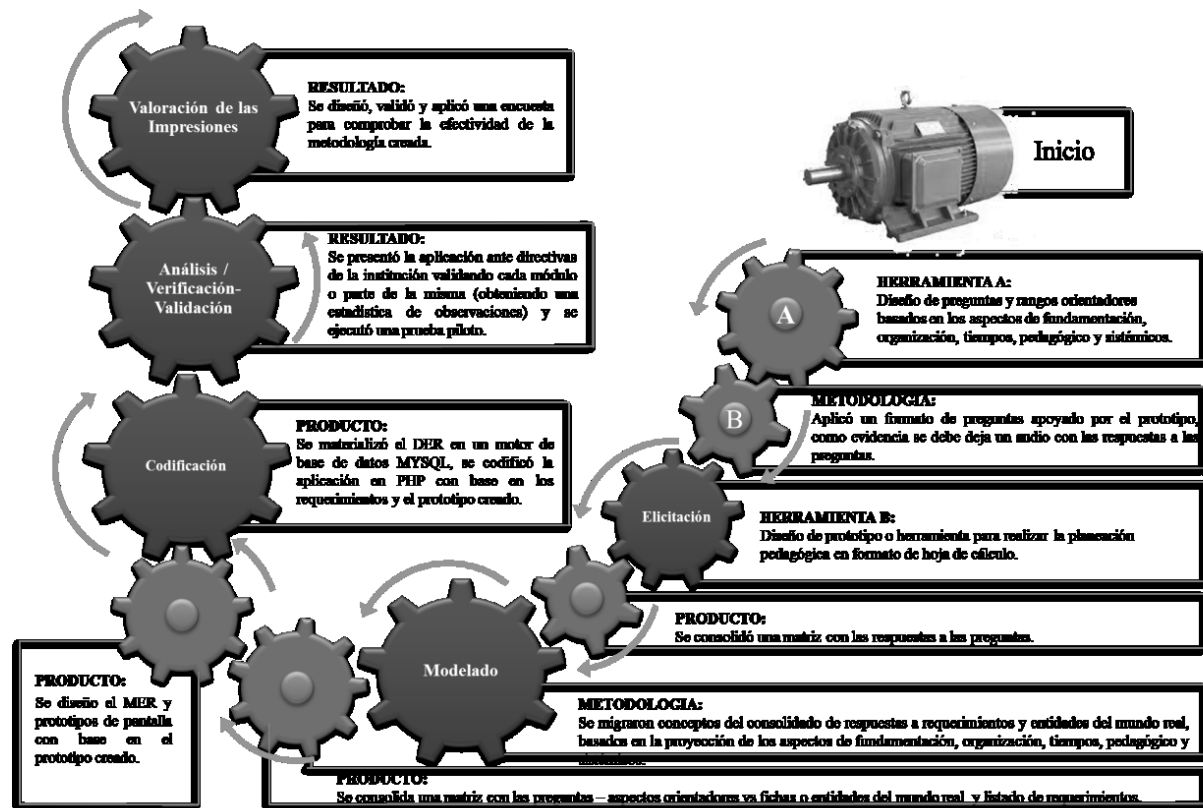 Inicio
A
HERRAMIENTA A:
Diseño de preguntas y rangos orientadores
basados en los aspectos de fundamentación,
organización, tiempos, pedagógico y sistémicos.
B
METODOLOGIA:
Aplicó un formato de preguntas apoyado por el prototipo,
como evidencia se debe deja un audio con las respuestas a las
preguntas.
Elicitación
HERRAMIENTA B:
Diseño de prototipo o herramienta para realizar la planeación
pedagógica en formato de hoja de cálculo.
PRODUCTO:
Se consolidó una matriz con las respuestas a las preguntas.
Modelado
METODOLOGIA:
Se migraron conceptos del consolidado de respuestas a requerimientos y entidades del mundo real,
basados en la proyección de los aspectos de fundamentación, organización, tiempos, pedagógico y
PRODUCTO:
Se consolida una matriz con las preguntas – aspectos orientadores vs fichas o entidades del mundo real y listado de requerimientos.
PRODUCTO:
Se diseño el MER y
prototipos de pantalla
con base en el
prototipo creado.
Codificación
PRODUCTO:
Se materializó el DER en un motor de
base de datos MYSQL, se codificó la
aplicación en PHP con base en los
requerimientos y el prototipo creado.
Análisis /
Verificación-
Validación
RESULTADO:
Se presentó la aplicación ante directivas
de la institución validando cada módulo
o parte de la misma (obteniendo una
estadística de observaciones) y se
ejecutó una prueba piloto.
Valoración de las
Impresiones
RESULTADO:
Se diseñó, validó y aplicó una encuesta
para comprobar la efectividad de la
metodología creada.